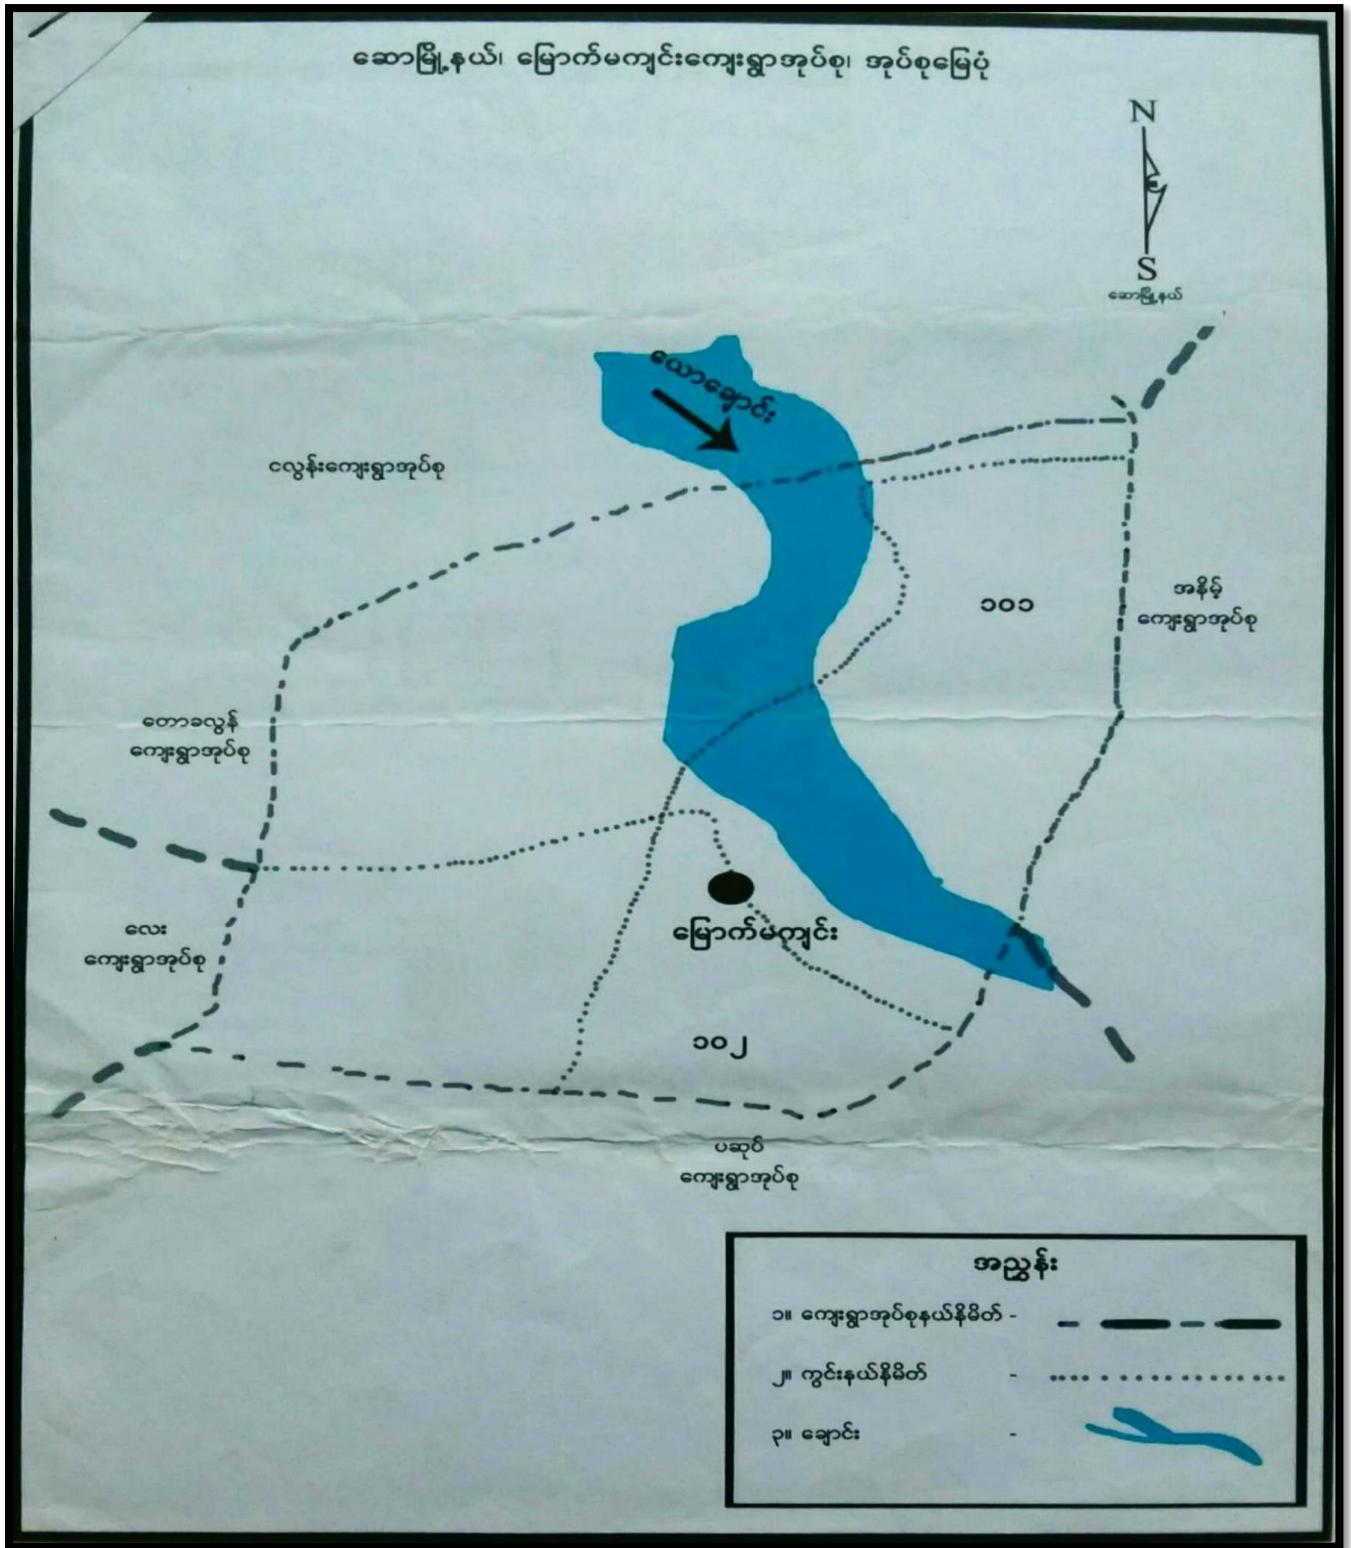 ဆောမြို့နယ်၊ မြောက်မကျင်းကျေးရွာအုပ်စု၊ အုပ်စုမြေပုံ
N
S
ဆောမြို့နယ်
ယောချောင်း
ငလွန်းကျေးရွာအုပ်စု
၁၀၁
အနိမ့်
ကျေးရွာအုပ်စု
တောခလွန်
ကျေးရွာအုပ်စု
လေး
ကျေးရွာအုပ်စု
မြောက်မကျင်း
၁၀၂
ပဆုပ်
ကျေးရွာအုပ်စု
အညွှန်း
၁။ ကျေးရွာအုပ်စုနယ်နိမိတ် -
၂။ ကွင်းနယ်နိမိတ် -
၃။ ချောင်း -